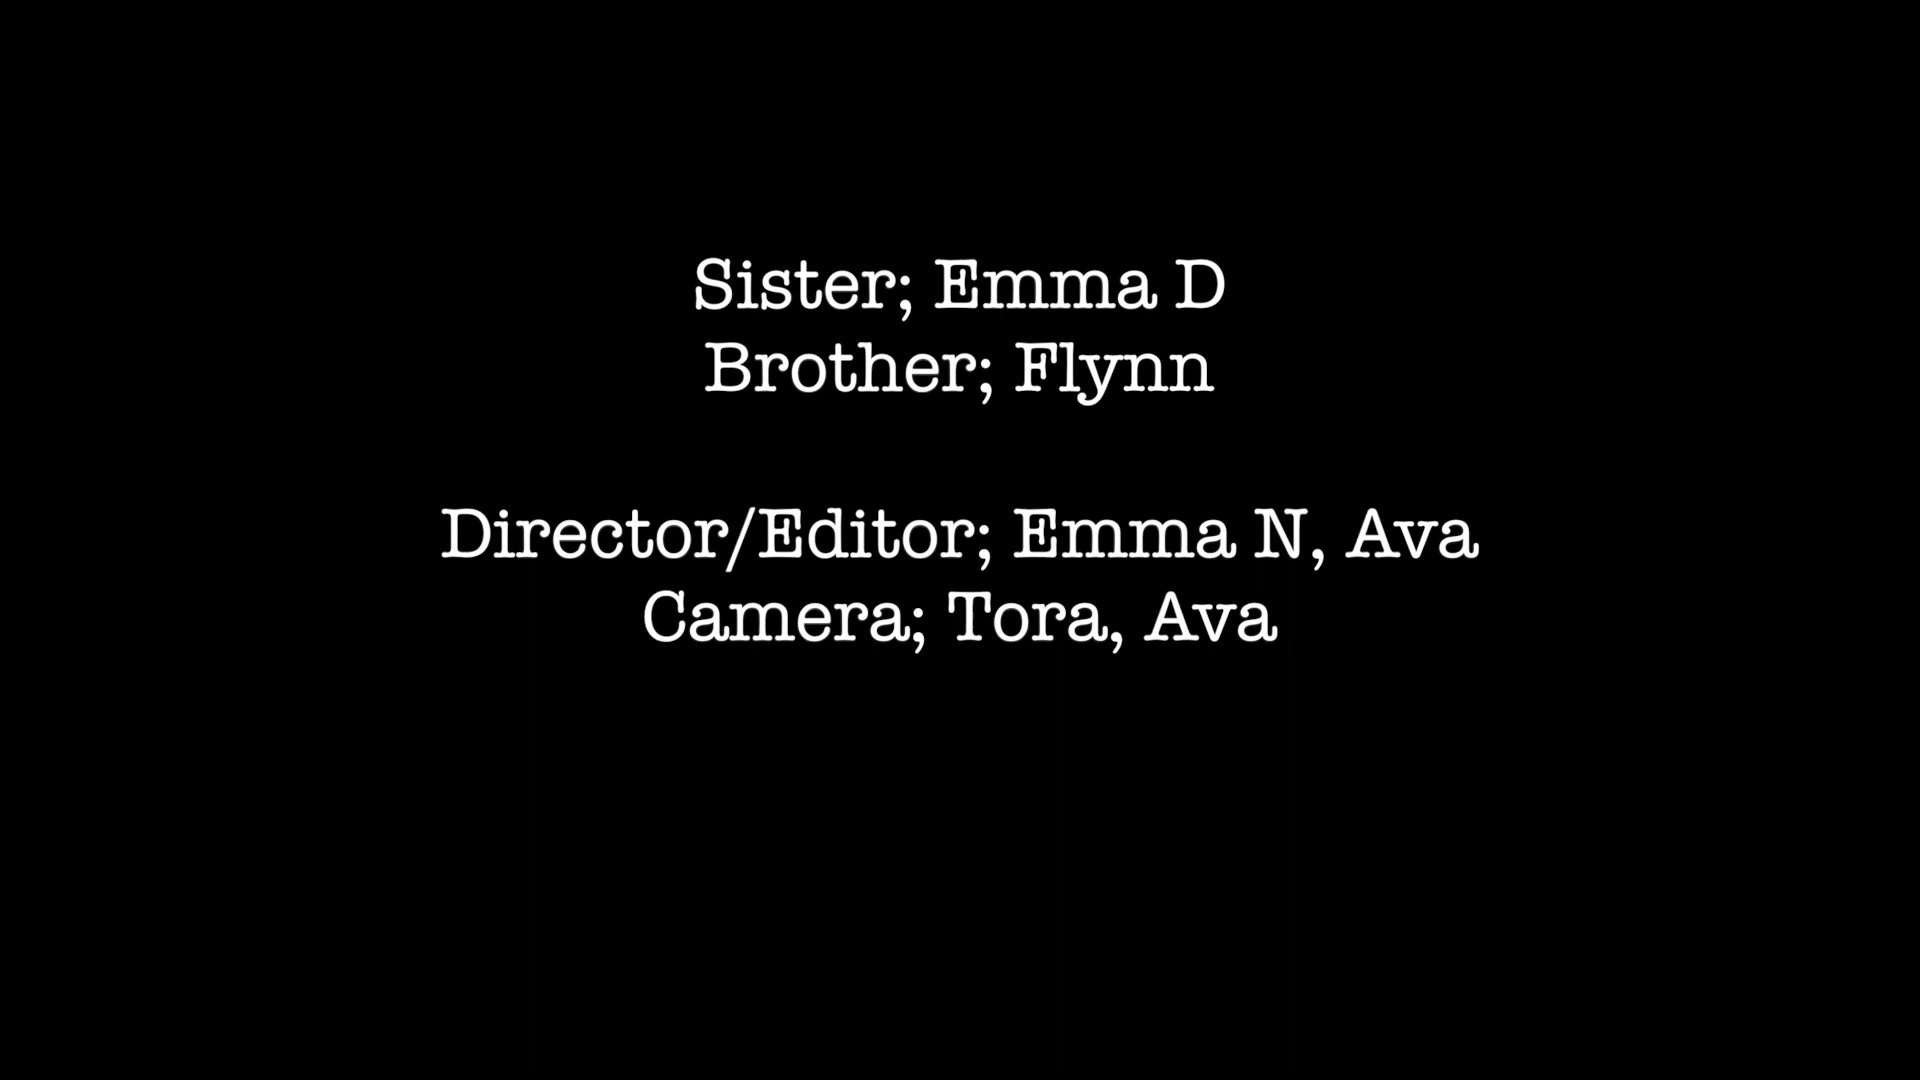 Sister; Emma D
Brother; Flynn
Director/Editor; Emma N, Ava
Camera; Tora, Ava